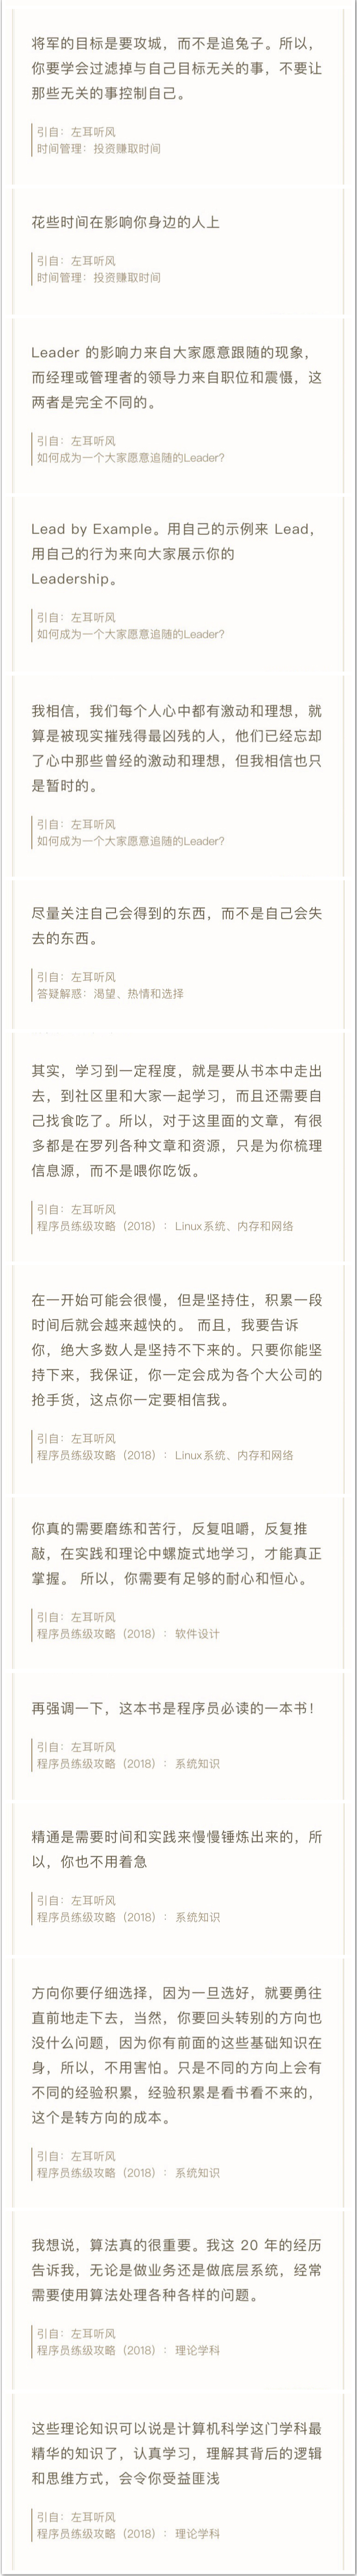 将军的目标是要攻城，而不是追兔子。所以，
你要学会过滤掉与自己目标无关的事，不要让
那些无关的事控制自己。
引自：左耳听风
时间管理：投资赚取时间
花些时间在影响你身边的人上
引自：左耳听风
时间管理：投资赚取时间
Leader 的影响力来自大家愿意跟随的现象，
而经理或管理者的领导力来自职位和震慑，这
两者是完全不同的。
引自：左耳听风
如何成为一个大家愿意追随的Leader？
Lead by Example。用自己的示例来 Lead，
用自己的行为来向大家展示你的
Leadership。
引自：左耳听风
如何成为一个大家愿意追随的Leader？
我相信，我们每个人心中都有激动和理想，就
算是被现实摧残得最凶残的人，他们已经忘却
了心中那些曾经的激动和理想，但我相信也只
是暂时的。
引自：左耳听风
如何成为一个大家愿意追随的Leader？
尽量关注自己会得到的东西，而不是自己会失
去的东西。
引自：左耳听风
答疑解惑：渴望、热情和选择
其实，学习到一定程度，就是要从书本中走出
去，到社区里和大家一起学习，而且还需要自
己找食吃了。所以，对于这里面的文章，有很
多都是在罗列各种文章和资源，只是为你梳理
信息源，而不是喂你吃饭。
引自：左耳听风
程序员练级攻略（2018）：Linux系统、内存和网络
在一开始可能会很慢，但是坚持住，积累一段
时间后就会越来越快的。 而且，我要告诉
你，绝大多数人是坚持不下来的。只要你能坚
持下来，我保证，你一定会成为各个大公司的
抢手货，这点你一定要相信我。
引自：左耳听风
程序员练级攻略（2018）：Linux系统、内存和网络
你真的需要磨练和苦行，反复咀嚼，反复推
敲，在实践和理论中螺旋式地学习，才能真正
掌握。 所以，你需要有足够的耐心和恒心。
引自：左耳听风
程序员练级攻略（2018）：软件设计
再强调一下，这本书是程序员必读的一本书！
引自：左耳听风
程序员练级攻略（2018）：系统知识
精通是需要时间和实践来慢慢锤炼出来的，所
以，你也不用着急
引自：左耳听风
程序员练级攻略（2018）：系统知识
方向你要仔细选择，因为一旦选好，就要勇往
直前地走下去，当然，你要回头转别的方向也
没什么问题，因为你有前面的这些基础知识在
身，所以，不用害怕。只是不同的方向上会有
不同的经验积累，经验积累是看书看不来的，
这个是转方向的成本。
引自：左耳听风
程序员练级攻略（2018）：系统知识
我想说，算法真的很重要。我这 20 年的经历
告诉我，无论是做业务还是做底层系统，经常
需要使用算法处理各种各样的问题。
引自：左耳听风
程序员练级攻略（2018）：理论学科
这些理论知识可以说是计算机科学这门学科最
精华的知识了，认真学习，理解其背后的逻辑
和思维方式，会令你受益匪浅
引自：左耳听风
程序员练级攻略（2018）：理论学科